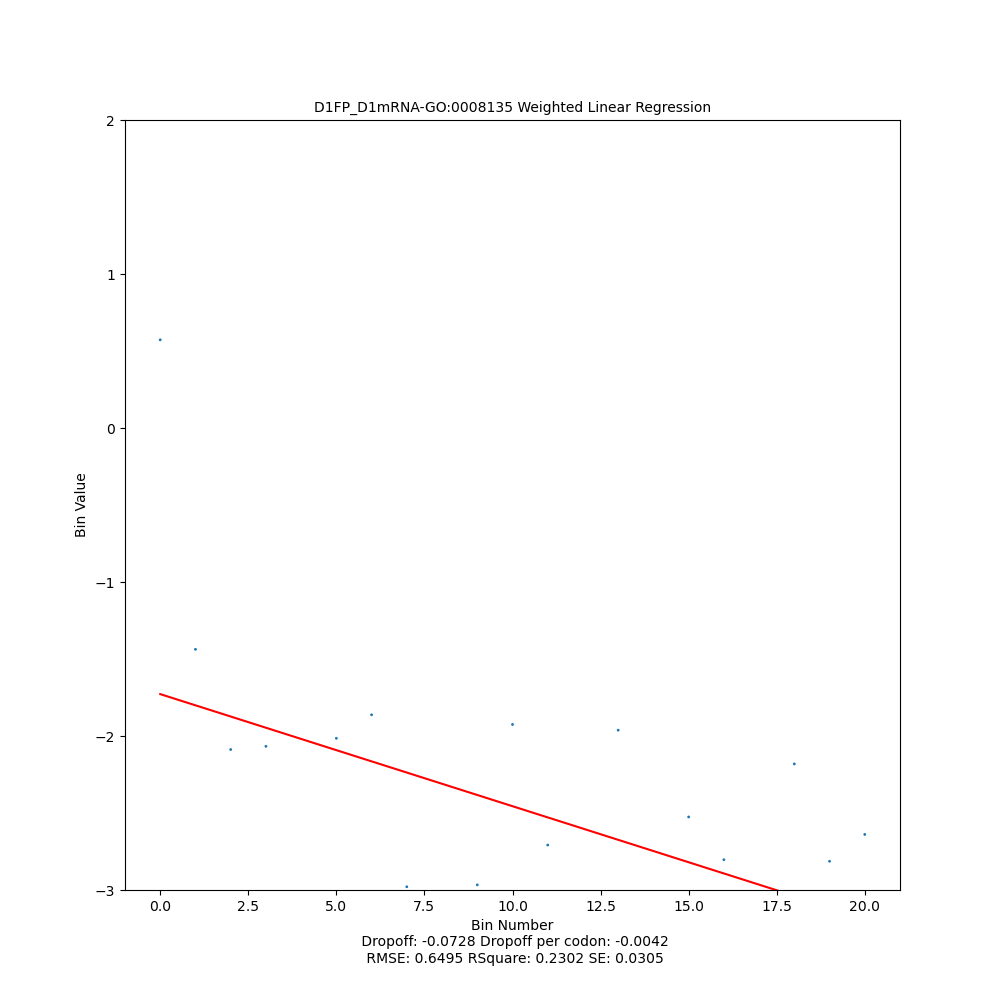 D1FP_D1mRNA-GO:0008135 Weighted Linear Regression
2
1
0
−1
−2
−3
Bin Value
0.0 2.5 5.0 7.5 10.0 12.5 15.0 17.5 20.0
Bin Number
Dropoff: -0.0728 Dropoff per codon: -0.0042
RMSE: 0.6495 RSquare: 0.2302 SE: 0.0305